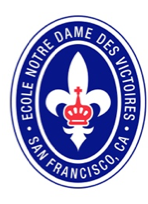 • ECOLE NOTRE DAME DES VICTOIRES •
SAN FRANCISCO, CA